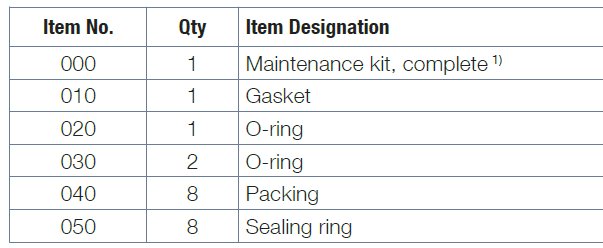 Item No. Qty Item Designation
000 1 Maintenance kit, complete 1)
010 1 Gasket
020 1 O-ring
030 2 O-ring
040 8 Packing
050 8 Sealing ring